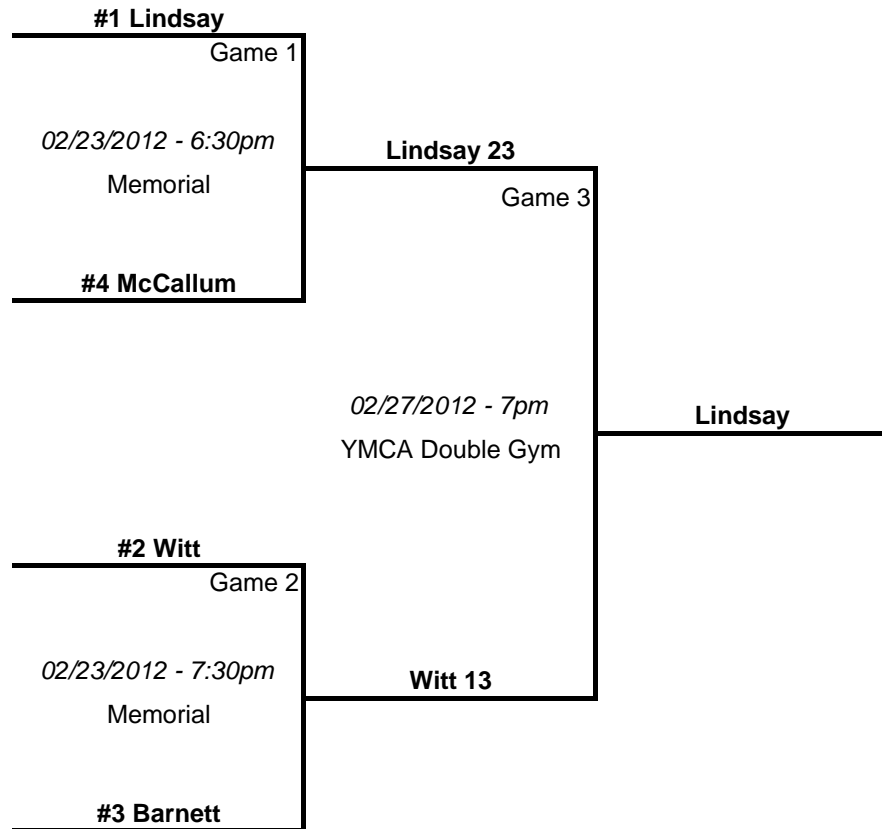 #1 Lindsay
Game 1
02/23/2012 - 6:30pm
Memorial
Lindsay 23
Game 3
#4 McCallum
02/27/2012 - 7pm
YMCA Double Gym
Lindsay
#2 Witt
Game 2
02/23/2012 - 7:30pm
Memorial
Witt 13
#3 Barnett